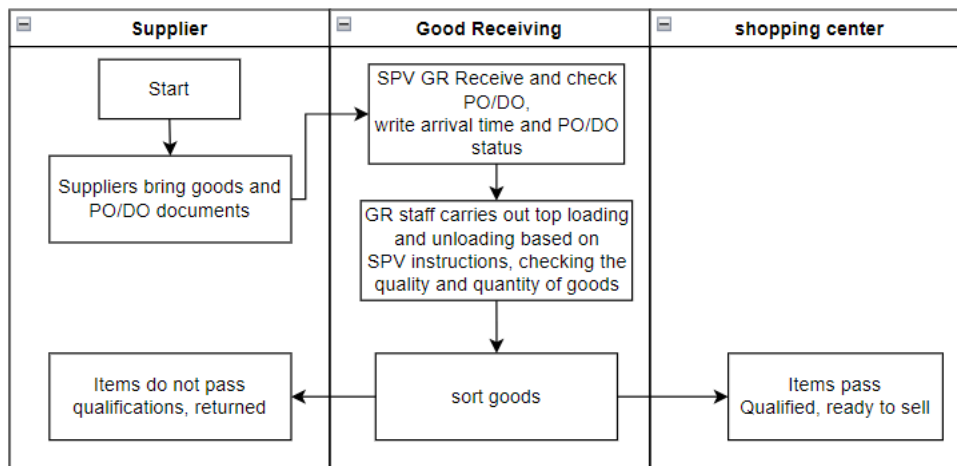 Supplier
Good Receiving
shopping center
Start
SPV GR Receive and check
PO/DO,
write arrival time and PO/DO
status
Suppliers bring goods and
PO/DO documents
GR staff carries out top loading
and unloading based on
SPV instructions, checking the
quality and quantity of goods
Items do not pass
qualifications, returned
sort goods
Items pass
Qualified, ready to sell